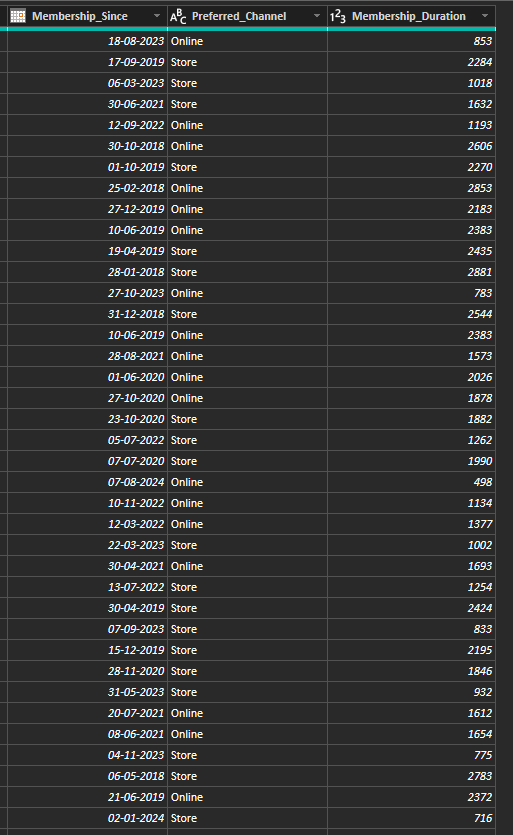 Membership_Since ABC Preferred_Channel 123 Membership_Duration
18-08-2023 Online 853
17-09-2019 Store 2284
06-03-2023 Store 1018
30-06-2021 Store 1632
12-09-2022 Online 1193
30-10-2018 Online 2606
01-10-2019 Store 2270
25-02-2018 Online 2853
27-12-2019 Online 2183
10-06-2019 Online 2383
19-04-2019 Store 2435
28-01-2018 Store 2881
27-10-2023 Online 783
31-12-2018 Store 2544
10-06-2019 Online 2383
28-08-2021 Online 1573
01-06-2020 Online 2026
27-10-2020 Online 1878
23-10-2020 Store 1882
05-07-2022 Store 1262
07-07-2020 Store 1990
07-08-2024 Online 498
10-11-2022 Online 1134
12-03-2022 Online 1377
22-03-2023 Store 1002
30-04-2021 Online 1693
13-07-2022 Store 1254
30-04-2019 Store 2424
07-09-2023 Store 833
15-12-2019 Store 2195
28-11-2020 Store 1846
31-05-2023 Store 932
20-07-2021 Online 1612
08-06-2021 Online 1654
04-11-2023 Store 775
06-05-2018 Store 2783
21-06-2019 Online 2372
02-01-2024 Store 716